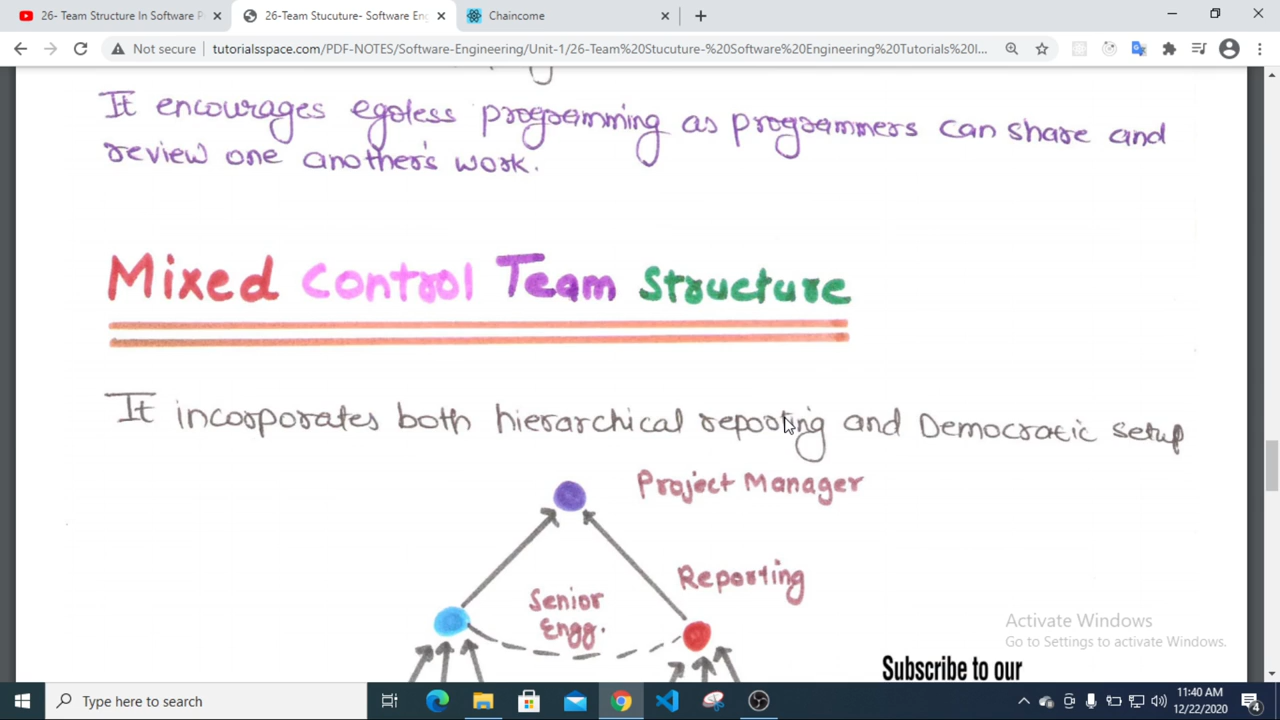 26- Team Structure In Software P
26-Team Stucuture- Software Eng
Chaincome
Not secure
tutorialsspace.com/PDF-NOTES/Software-Engineering/Unit-1/26-Team%20Stucuture-%20Software%20Engineering%20Tutorials%20I...
It encourages egoless programming as programmers can share and
review one another's work.
Mixed Control Team Structure
It incorporates both hierarchical reporting and Democratic setup
Project Manager
Reporting
Senior
Engg.
Activate Windows
Go to Settings to activate Windows.
Subscribe to our
Type here to search
11:40 AM
12/22/2020
4